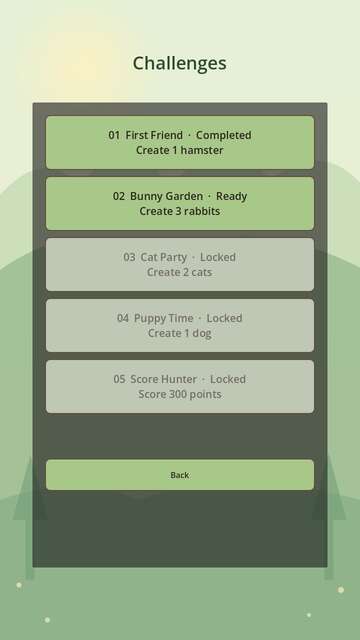 Challenges
01 First Friend · Completed
Create 1 hamster
02 Bunny Garden · Ready
Create 3 rabbits
03 Cat Party · Locked
Create 2 cats
04 Puppy Time · Locked
Create 1 dog
05 Score Hunter · Locked
Score 300 points
Back